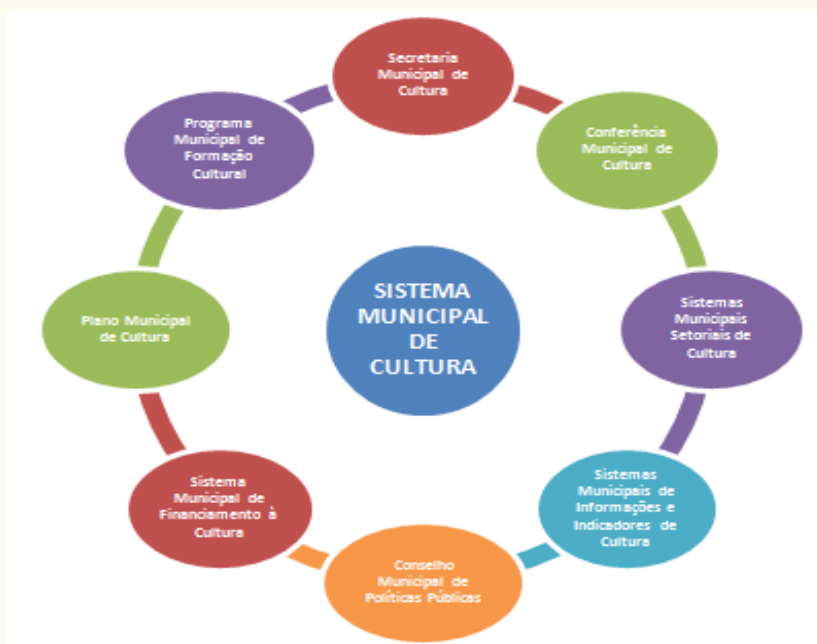 Secretaria
Municipal de
Cultura
Conferência
Municipal de
Cultura
Sistemas
Municipais
Setoriais de
Cultura
Sistemas
Municipais de
Informações e
Indicadores de
Cultura
Conselho
Municipal de
Políticas Públicas
Sistema
Municipal de
Financiamento à
Cultura
Plano Municipal
de Cultura
Programa
Municipal de
Formação
Cultural
SISTEMA
MUNICIPAL
DE
CULTURA